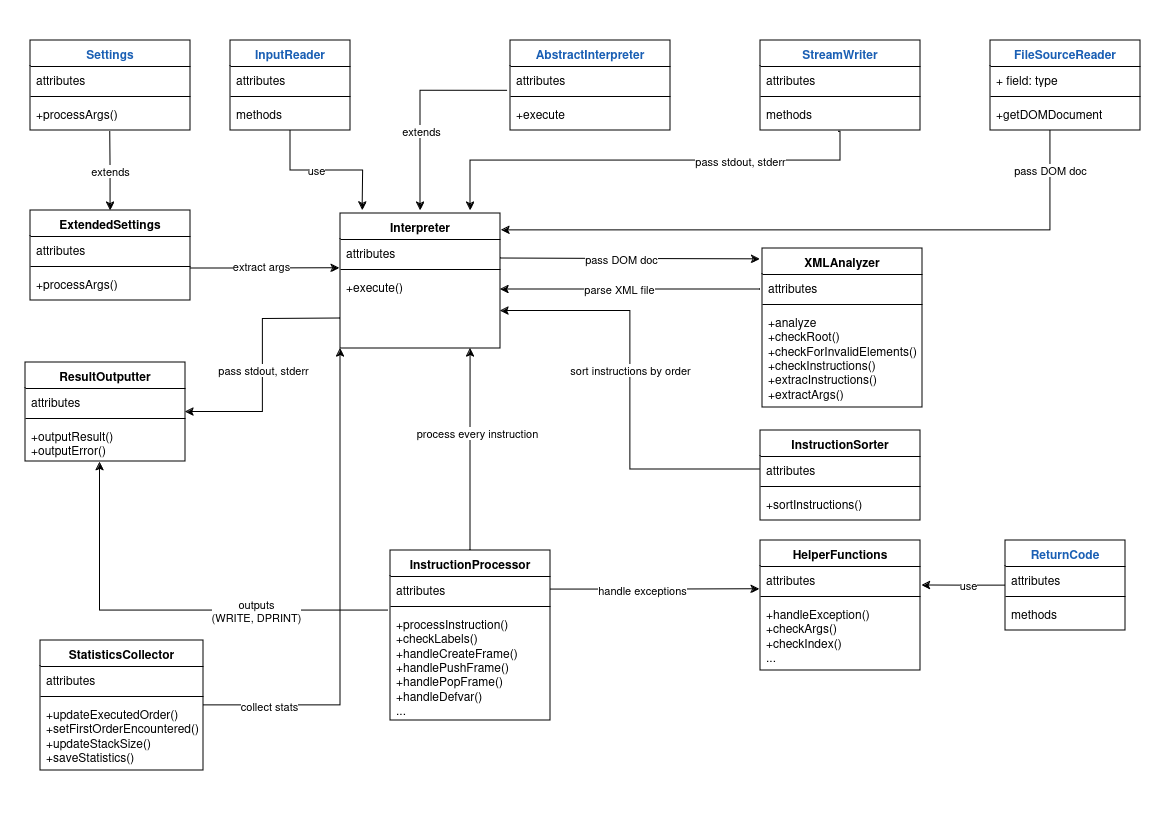 Settings
attributes
+processArgs()
InputReader
attributes
methods
AbstractInterpreter
attributes
+execute
StreamWriter
attributes
methods
FileSourceReader
+ field: type
+getDOMDocument
extends
use
extends
pass stdout, stderr
pass DOM doc
ExtendedSettings
attributes
+processArgs()
extract args
Interpreter
attributes
+execute()
pass DOM doc
parse XML file
XMLAnalyzer
attributes
+analyze
+checkRoot()
+checkForInvalidElements()
+checkInstructions()
+extracInstructions()
+extractArgs()
pass stdout, stderr
sort instructions by order
ResultOutputter
attributes
+outputResult()
+outputError()
process every instruction
InstructionSorter
attributes
+sortInstructions()
InstructionProcessor
attributes
+processInstruction()
+checkLabels()
+handleCreateFrame()
+handlePushFrame()
+handlePopFrame()
+handleDefvar()
...
handle exceptions
HelperFunctions
attributes
+handleException()
+checkArgs()
+checkIndex()
...
use
ReturnCode
attributes
methods
outputs
(WRITE, DPRINT)
StatisticsCollector
attributes
+updateExecutedOrder()
+setFirstOrderEncountered()
+updateStackSize()
+saveStatistics()
collect stats